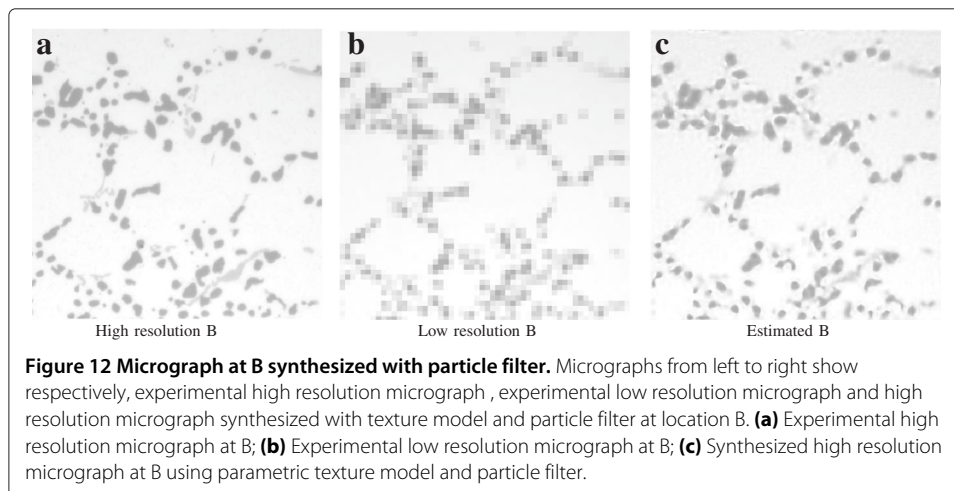 a b c
High resolution B Low resolution B Estimated B
Figure 12 Micrograph at B synthesized with particle filter. Micrographs from left to right show
respectively, experimental high resolution micrograph , experimental low resolution micrograph and high
resolution micrograph synthesized with texture model and particle filter at location B. (a) Experimental high
resolution micrograph at B; (b) Experimental low resolution micrograph at B; (c) Synthesized high resolution
micrograph at B using parametric texture model and particle filter.